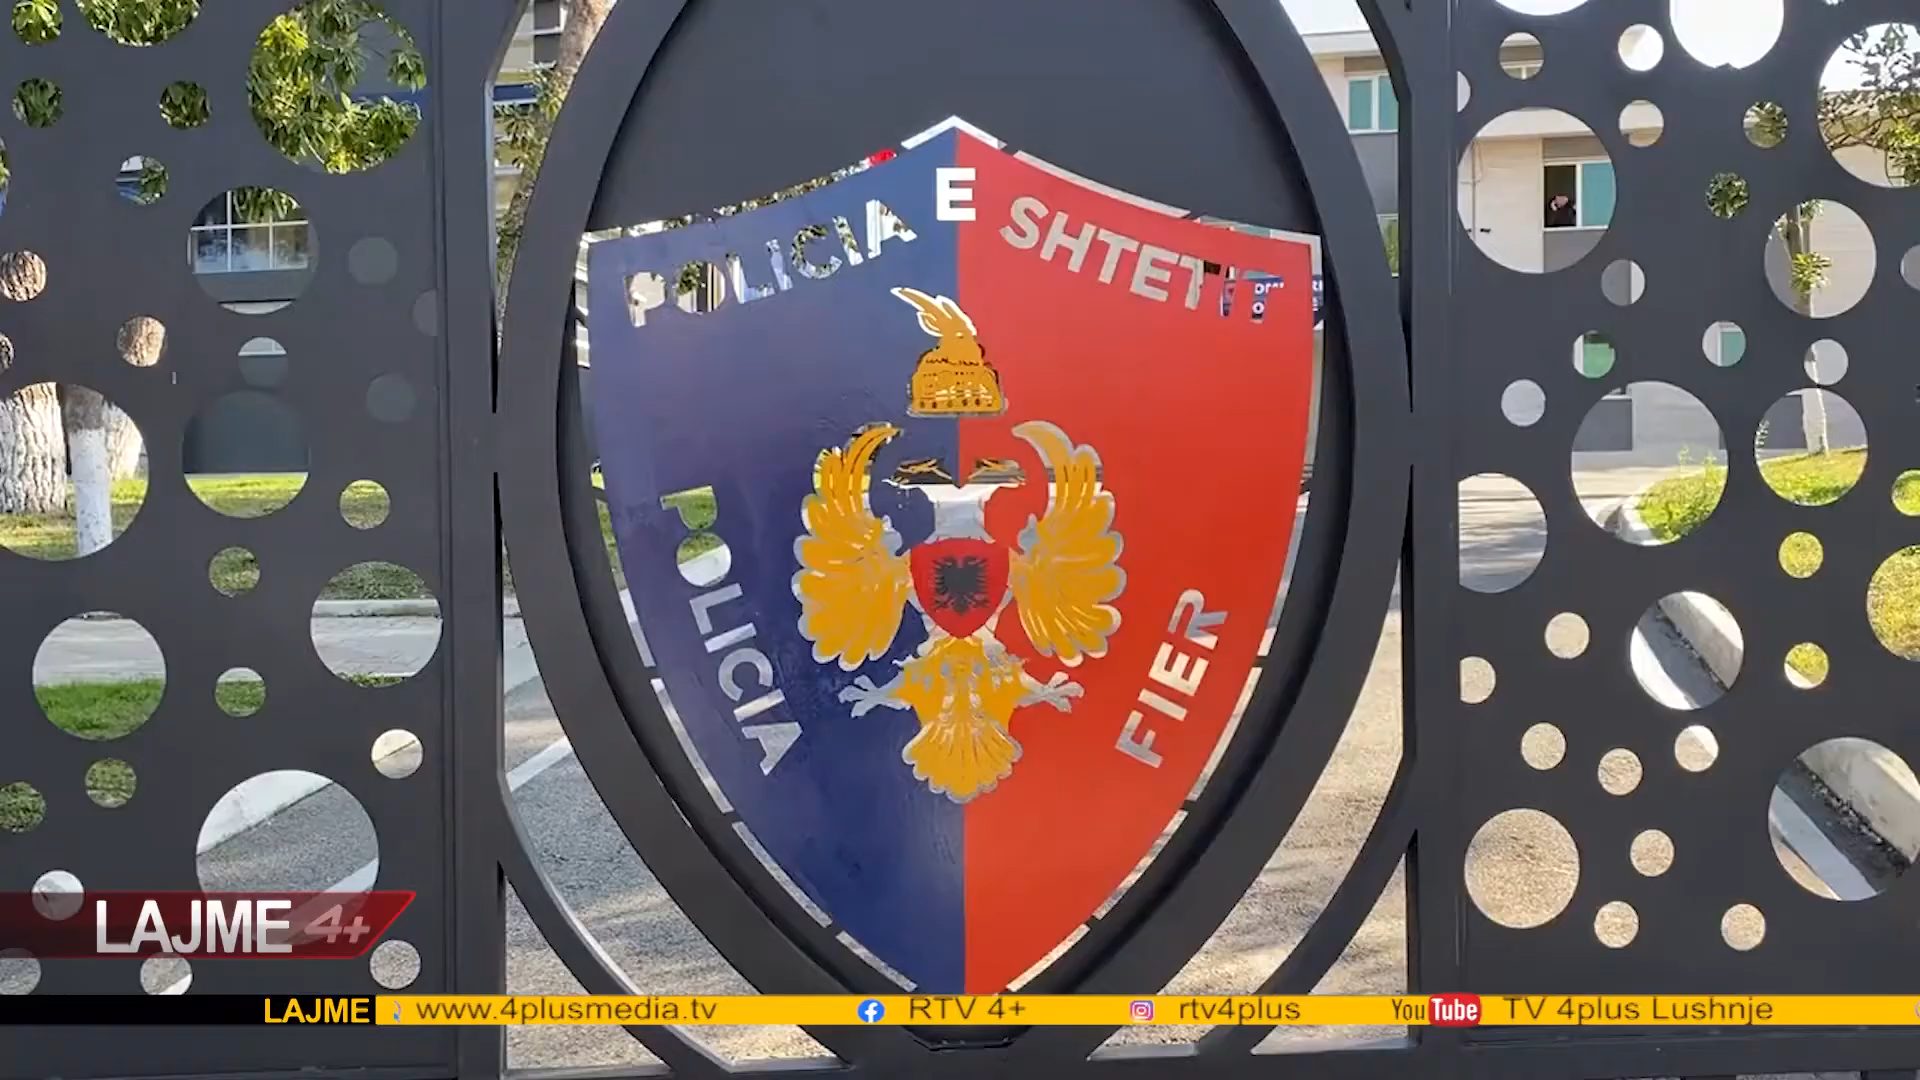 POLICIA E SHTETIT
POLICIA
FIER
LAJME 4+
LAJME
www.4plusmedia.tv
RTV 4+
rtv4plus
YouTube TV 4plus Lushnje